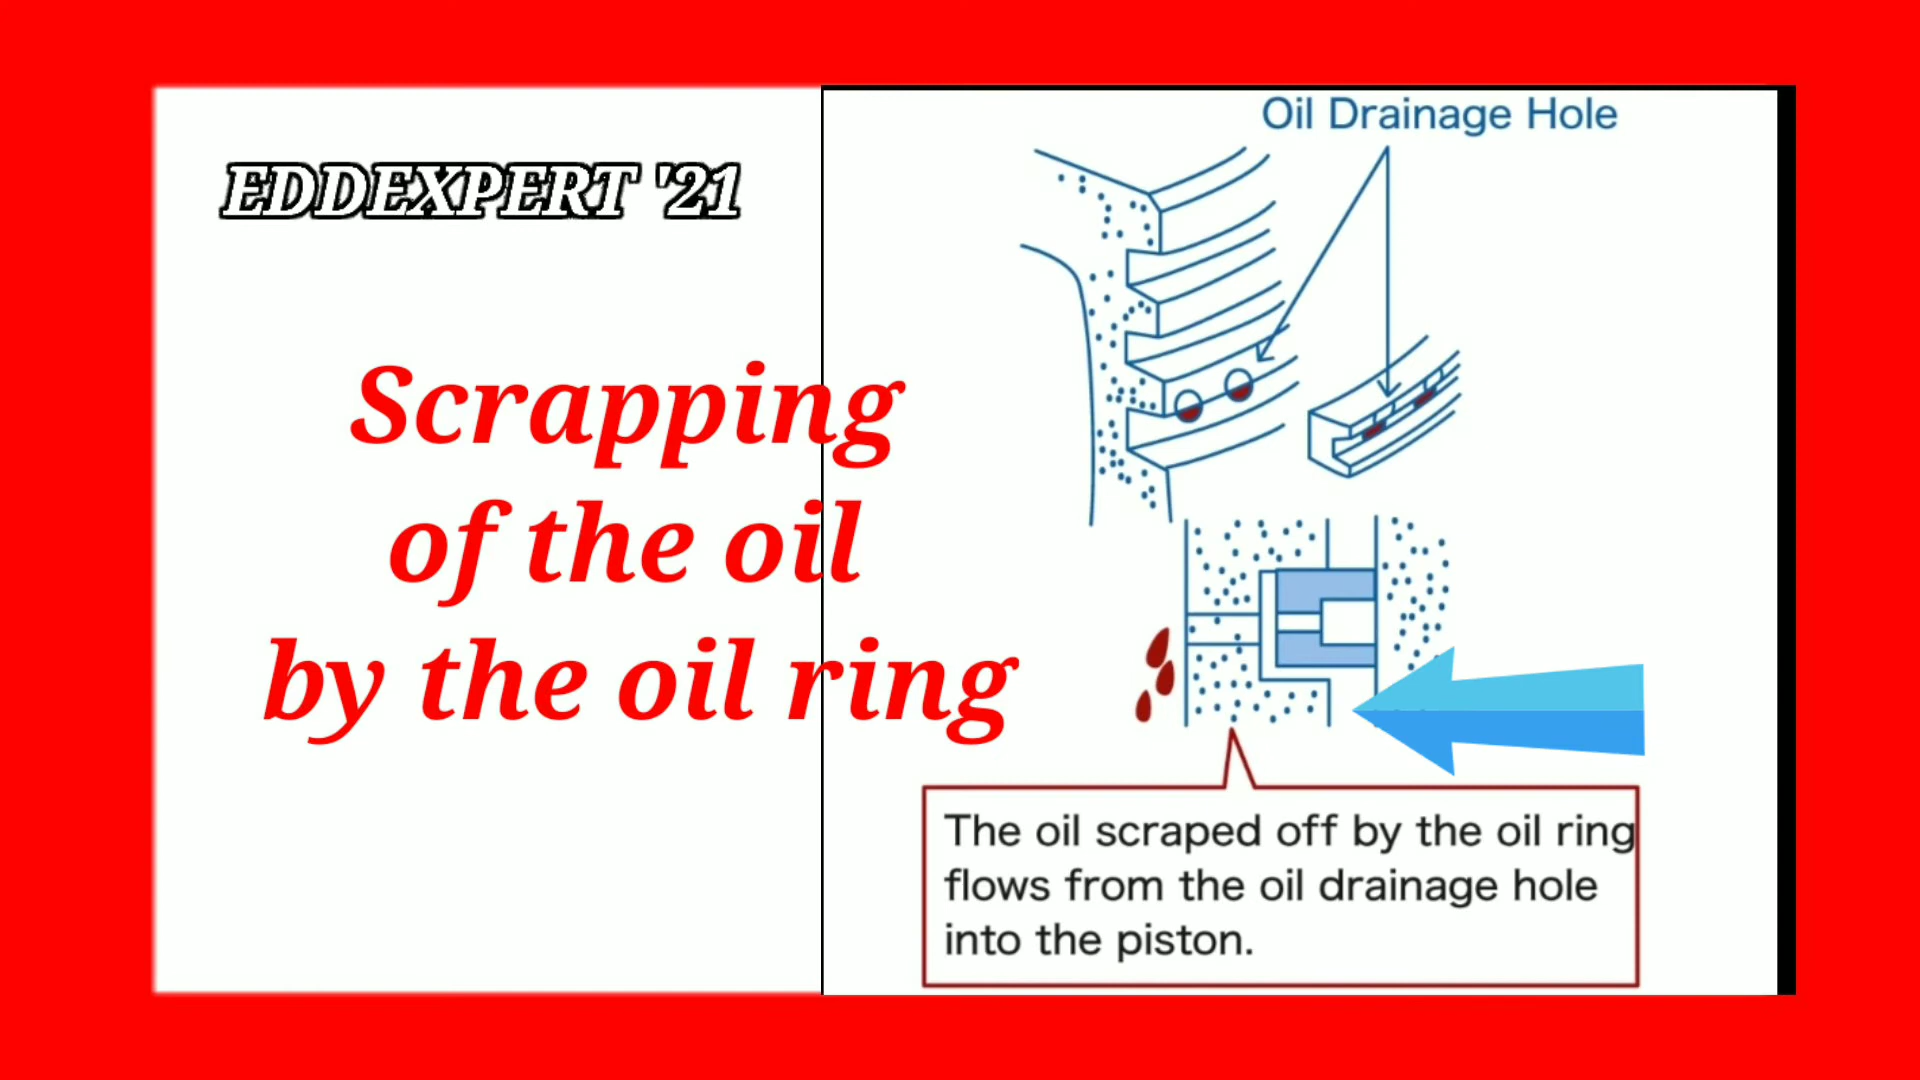 EDDEXPERT '21
Scrapping
of the oil
by the oil ring
Oil Drainage Hole
The oil scraped off by the oil ring
flows from the oil drainage hole
into the piston.